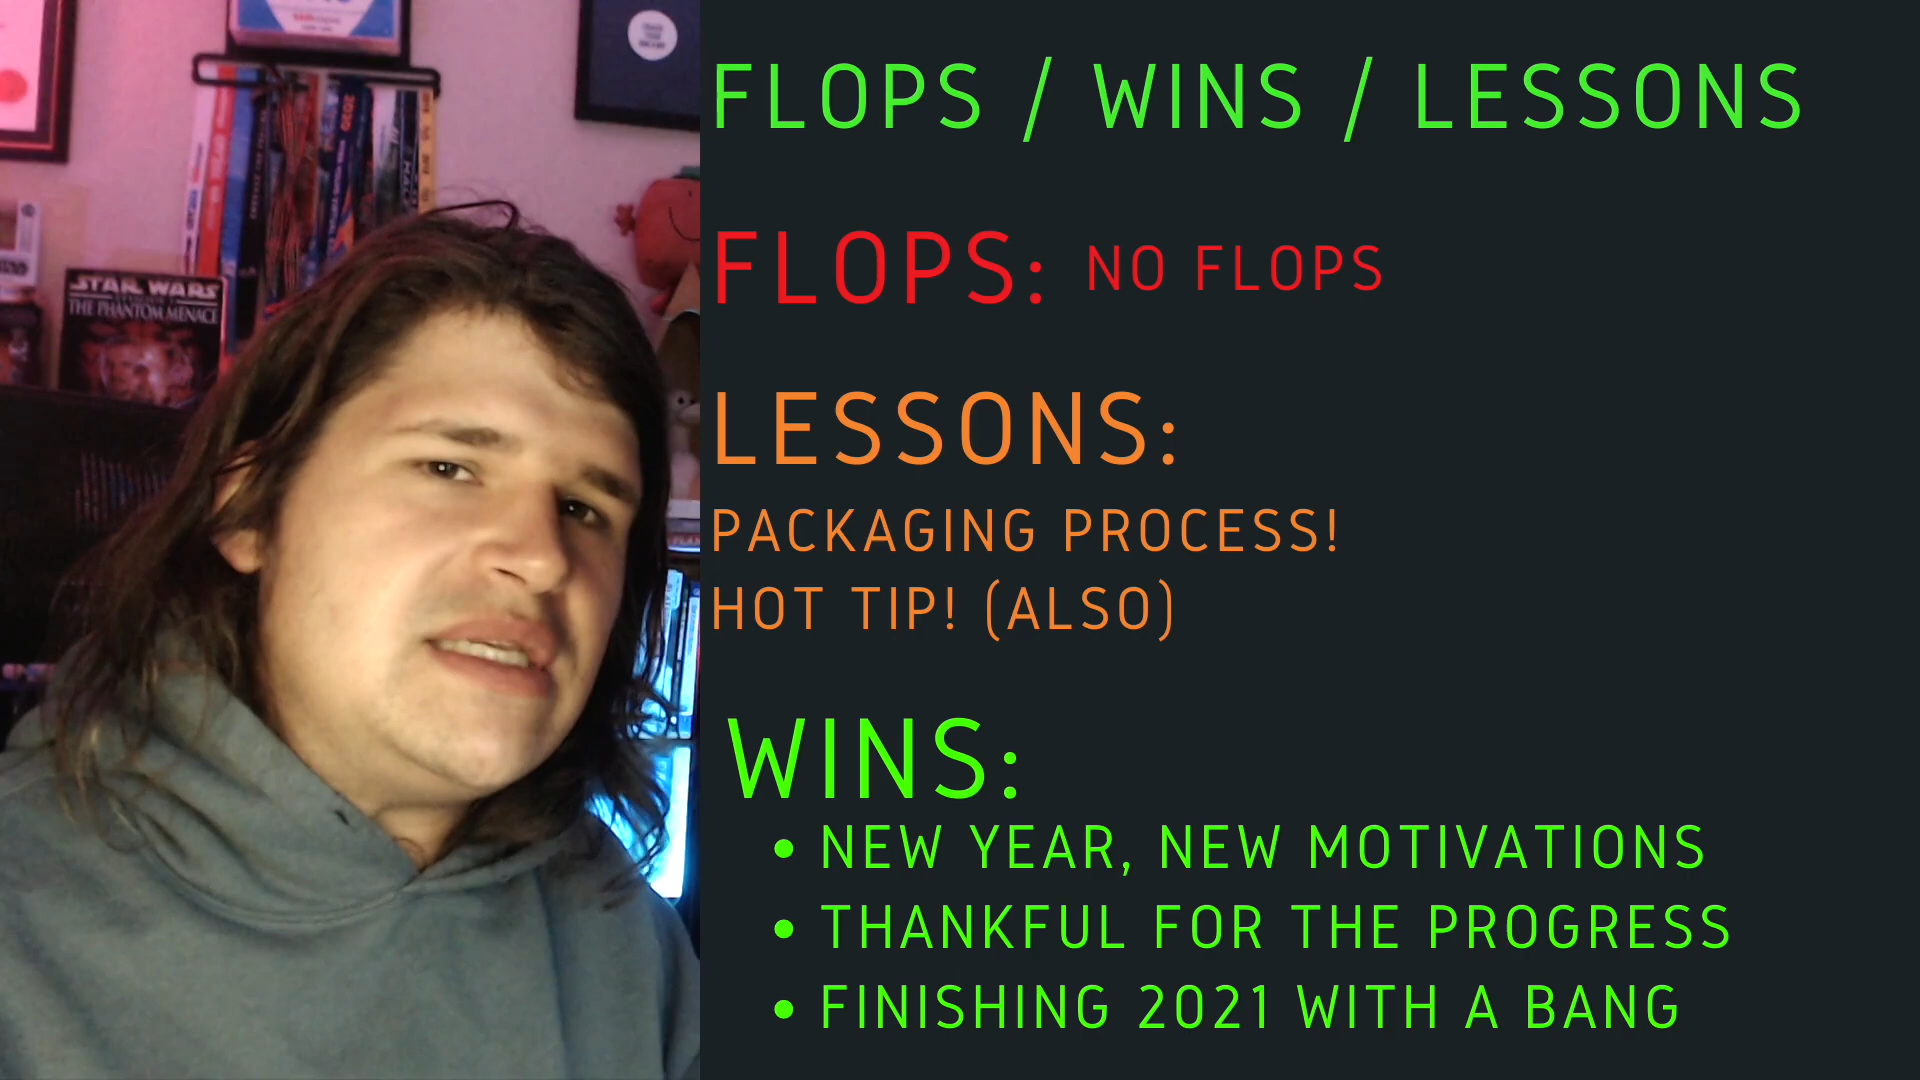 STAR WARS
THE PHANTOM MENACE
FLOPS / WINS / LESSONS
FLOPS: NO FLOPS
LESSONS:
PACKAGING PROCESS!
HOT TIP! (ALSO)
WINS:
• NEW YEAR, NEW MOTIVATIONS
• THANKFUL FOR THE PROGRESS
• FINISHING 2021 WITH A BANG